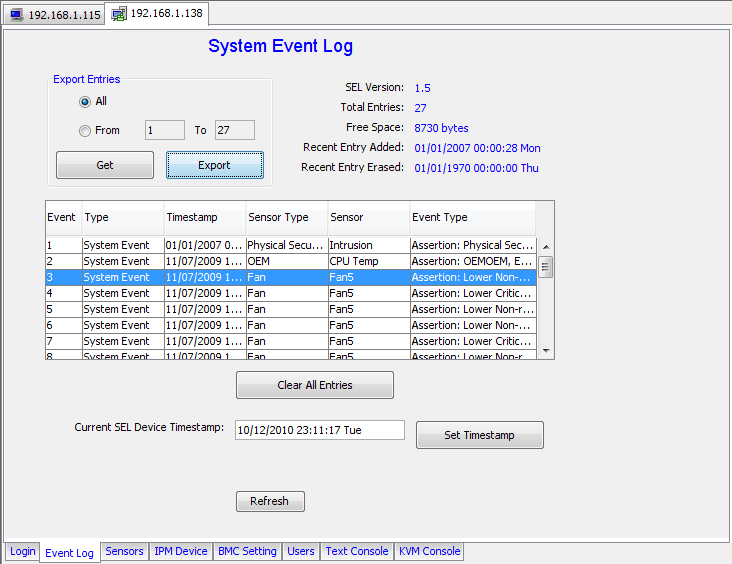 192.168.1.115 192.168.1.138
System Event Log
Export Entries
All
From 1 To 27
Get Export
SEL Version: 1.5
Total Entries: 27
Free Space: 8730 bytes
Recent Entry Added: 01/01/2007 00:00:28 Mon
Recent Entry Erased: 01/01/1970 00:00:00 Thu
Event Type Timestamp Sensor Type Sensor Event Type
1 System Event 01/01/2007 0... Physical Secu... Intrusion Assertion: Physical Sec...
2 System Event 11/07/2009 1... OEM CPU Temp Assertion: OEMOEM, E...
3 System Event 11/07/2009 1... Fan Fan5 Assertion: Lower Non-...
4 System Event 11/07/2009 1... Fan Fan5 Assertion: Lower Critic...
5 System Event 11/07/2009 1... Fan Fan5 Assertion: Lower Non-r...
6 System Event 11/07/2009 1... Fan Fan5 Assertion: Lower Non-...
7 System Event 11/07/2009 1... Fan Fan5 Assertion: Lower Critic...
8 System Event 11/07/2009 1... Fan Fan5 Assertion: Lower Non-r...
Clear All Entries
Current SEL Device Timestamp: 10/12/2010 23:11:17 Tue Set Timestamp
Refresh
Login Event Log Sensors IPM Device BMC Setting Users Text Console KVM Console